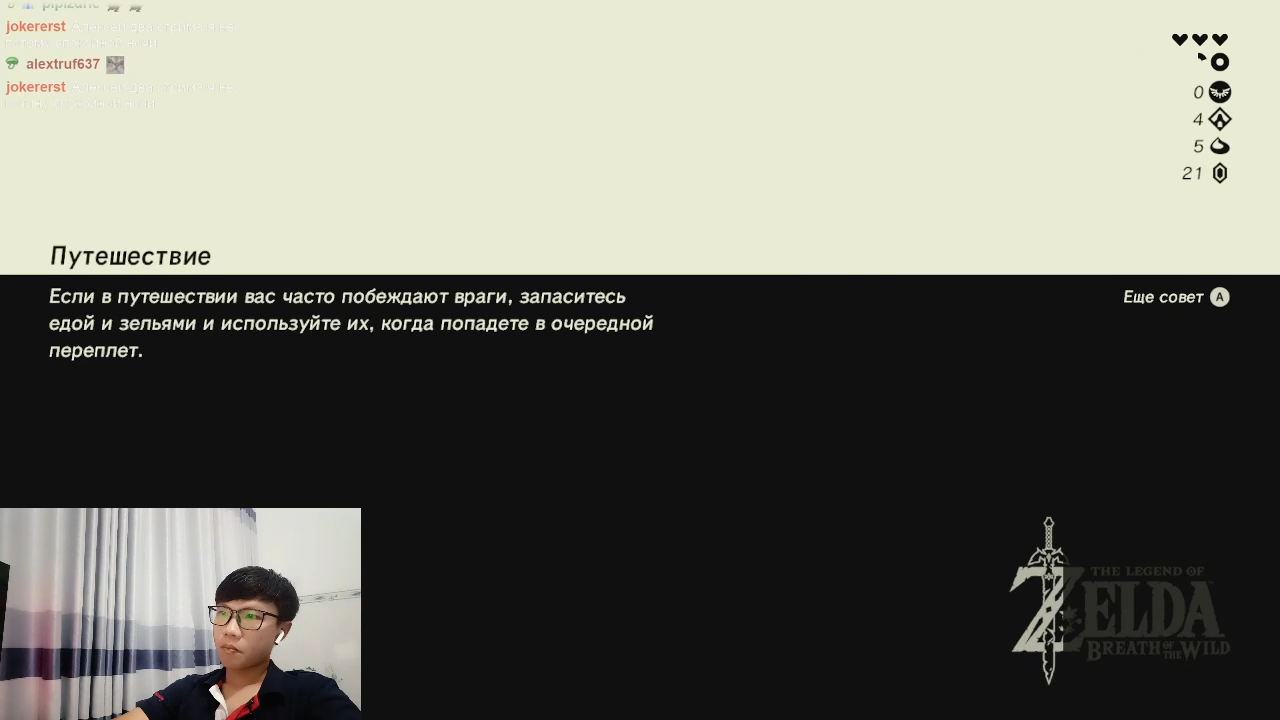 pipizane
jokererst
alextruf637
jokererst
0
4
5
21
Путешествие
Если в путешествии вас часто побеждают враги, запаситесь
едой и зельями и используйте их, когда попадете в очередной
переплет.
Еще совет A
THE LEGEND OF
ZELDA
BREATH OF THE WILD